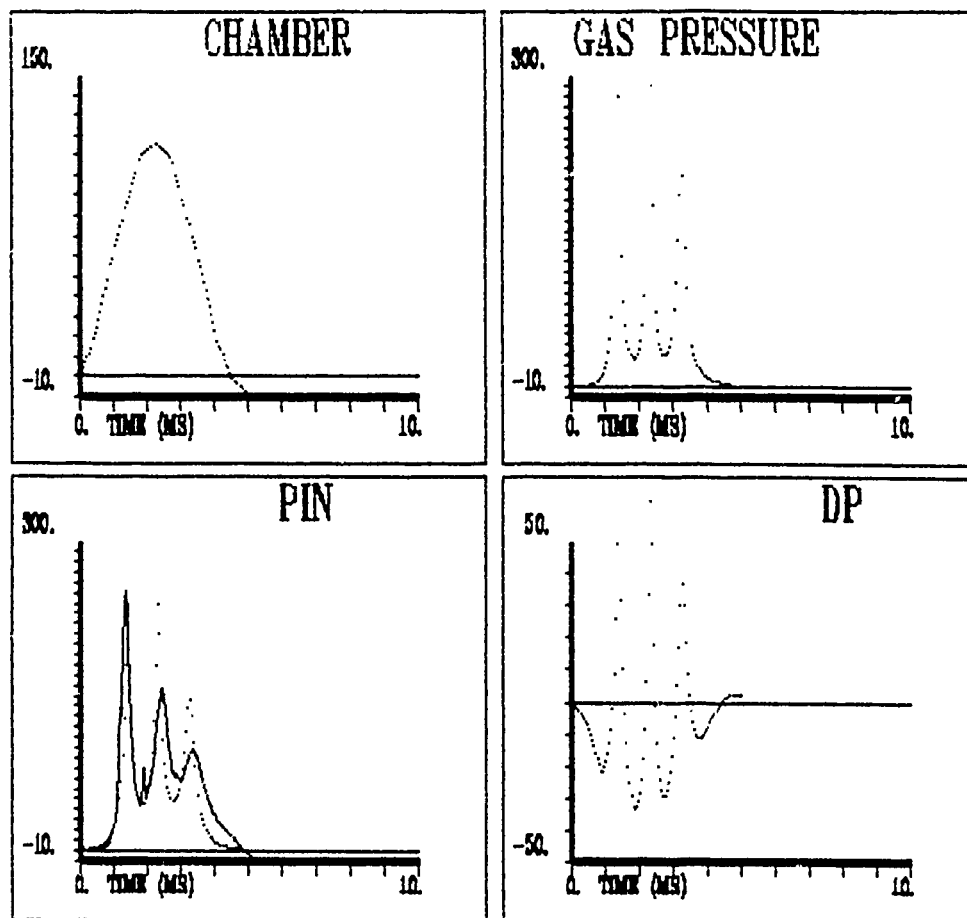 CHAMBER
150.
-10.
0. TIME (MS) 10.
GAS PRESSURE
300.
-10.
0. TIME (MS) 10.
PIN
300.
-10.
0. TIME (MS) 10.
DP
50.
-50.
0. TIME (MS) 10.